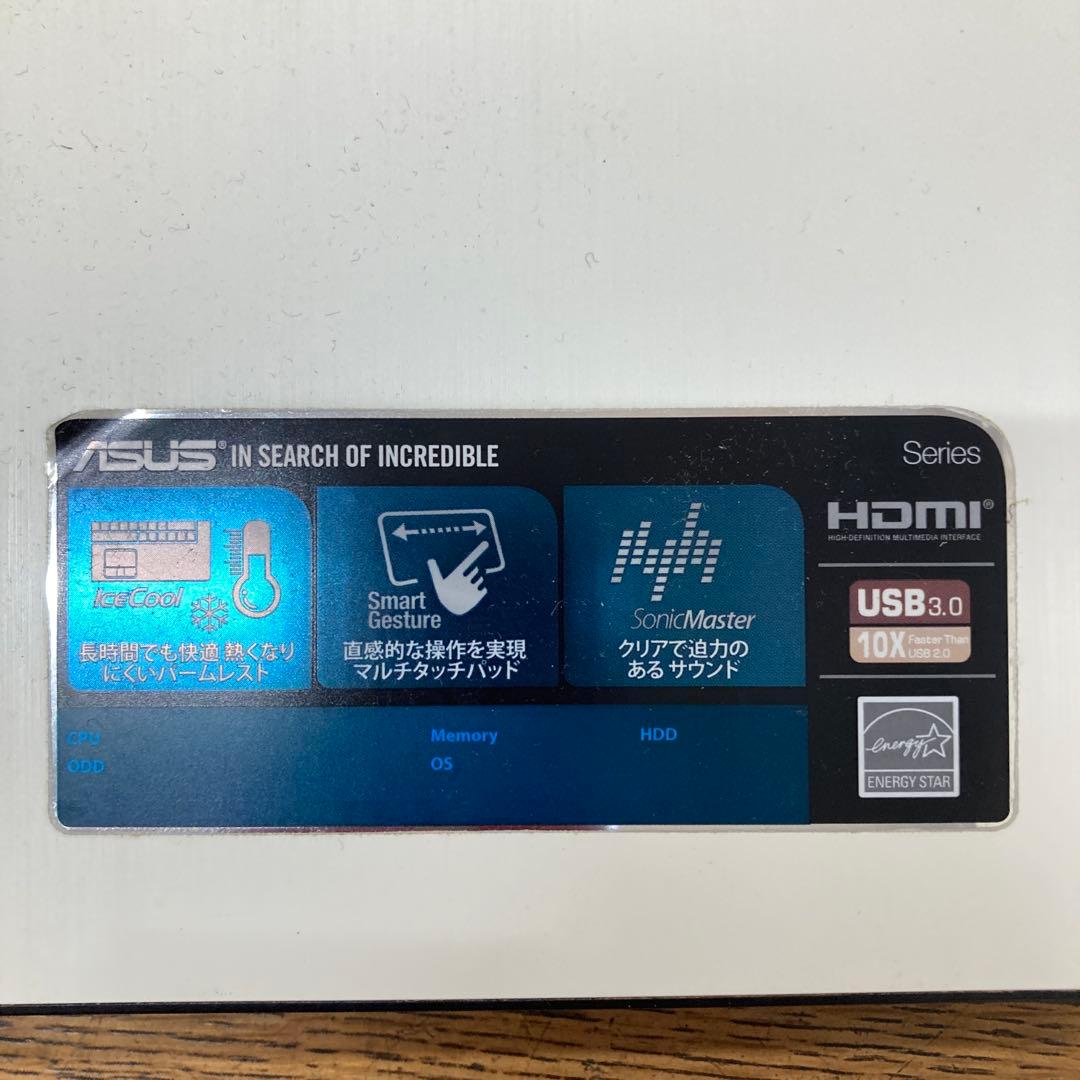 ASUS® IN SEARCH OF INCREDIBLE
Series
iceCool
長時間でも快適 熱くなり
にくいパームレスト
Smart
Gesture
直感的な操作を実現
マルチタッチパッド
SonicMaster
クリアで迫力の
ある サウンド
HDMI®
HIGH-DEFINITION MULTIMEDIA INTERFACE
USB 3.0
10X Faster Than
USB 2.0
energy
ENERGY STAR
CPU
Memory
HDD
ODD
OS